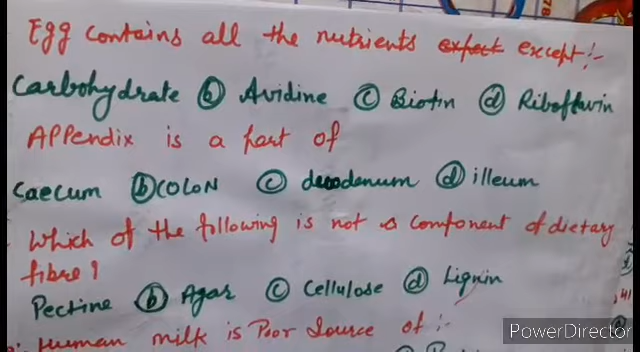 Egg contains all the nutrients expect except:-
Carbohydrate (b) Avidine (c) Biotin (d) Riboflavin
APPendix is a part of
Caecum (b) COLON (c) deuodenum (d) illeum
Which of the following is not a component of dietary
fibre?
Pectine (b) Agar (c) Cellulose (d) Lignin
Human milk is Poor Source of :-
PowerDirector